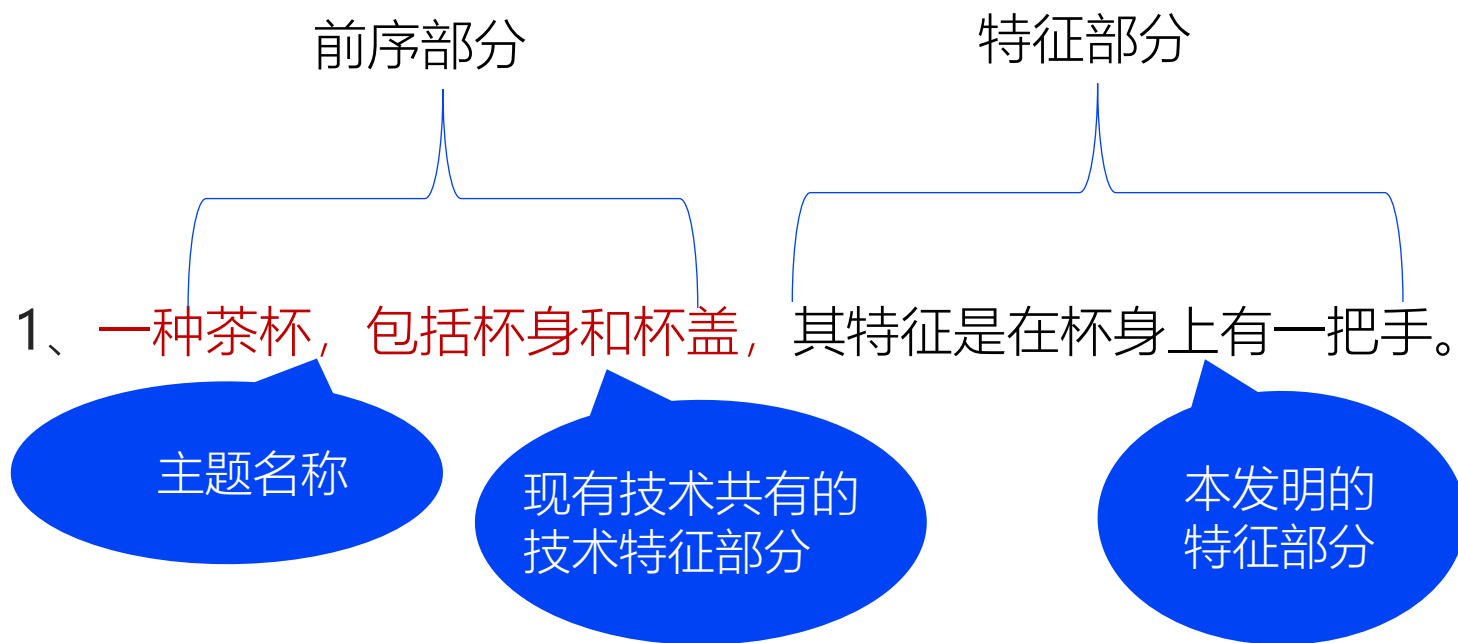 前序部分
特征部分
1、一种茶杯，包括杯身和杯盖，其特征是在杯身上有一把手。
主题名称
现有技术共有的
技术特征部分
本发明的
特征部分